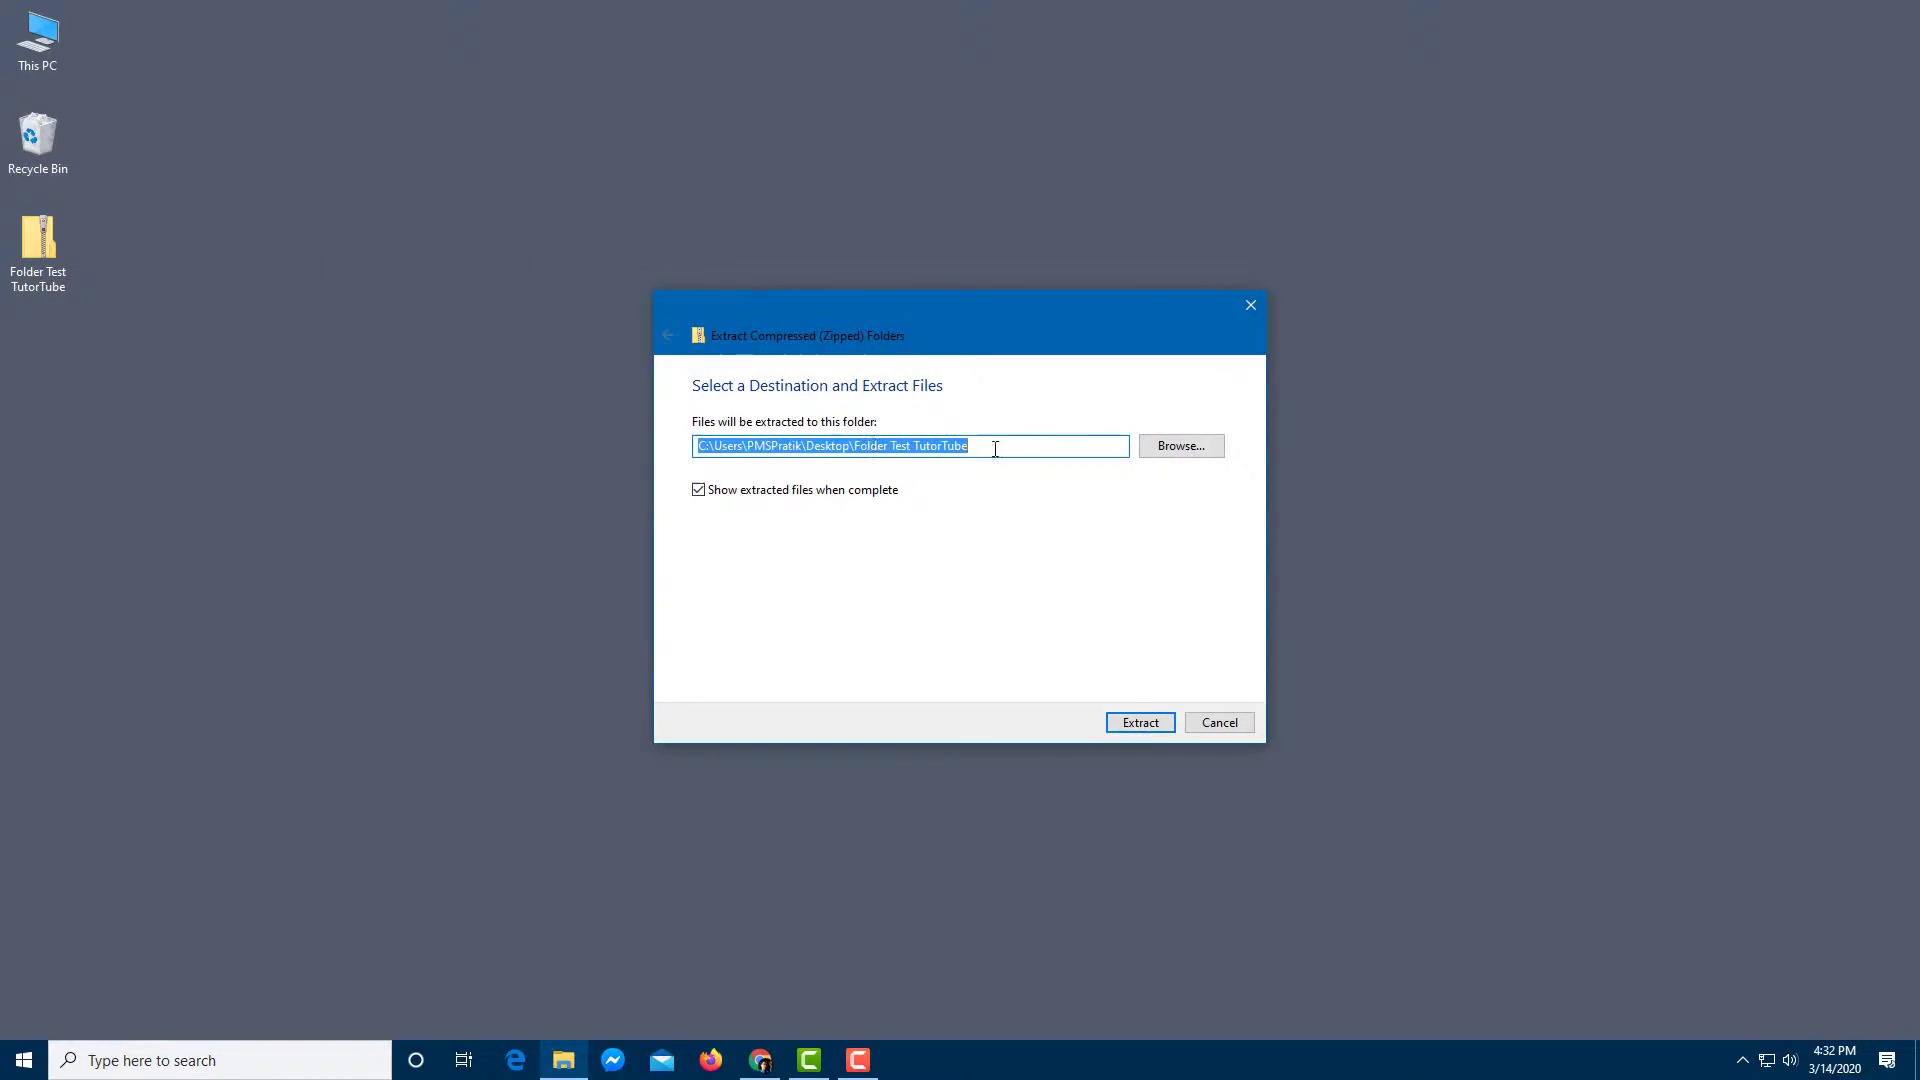 This PC
Recycle Bin
Folder Test
TutorTube
Extract Compressed (Zipped) Folders
Select a Destination and Extract Files
Files will be extracted to this folder:
C:\Users\PMSPratik\Desktop\Folder Test TutorTube
Browse...
Show extracted files when complete
Extract
Cancel
Type here to search
4:32 PM
3/14/2020